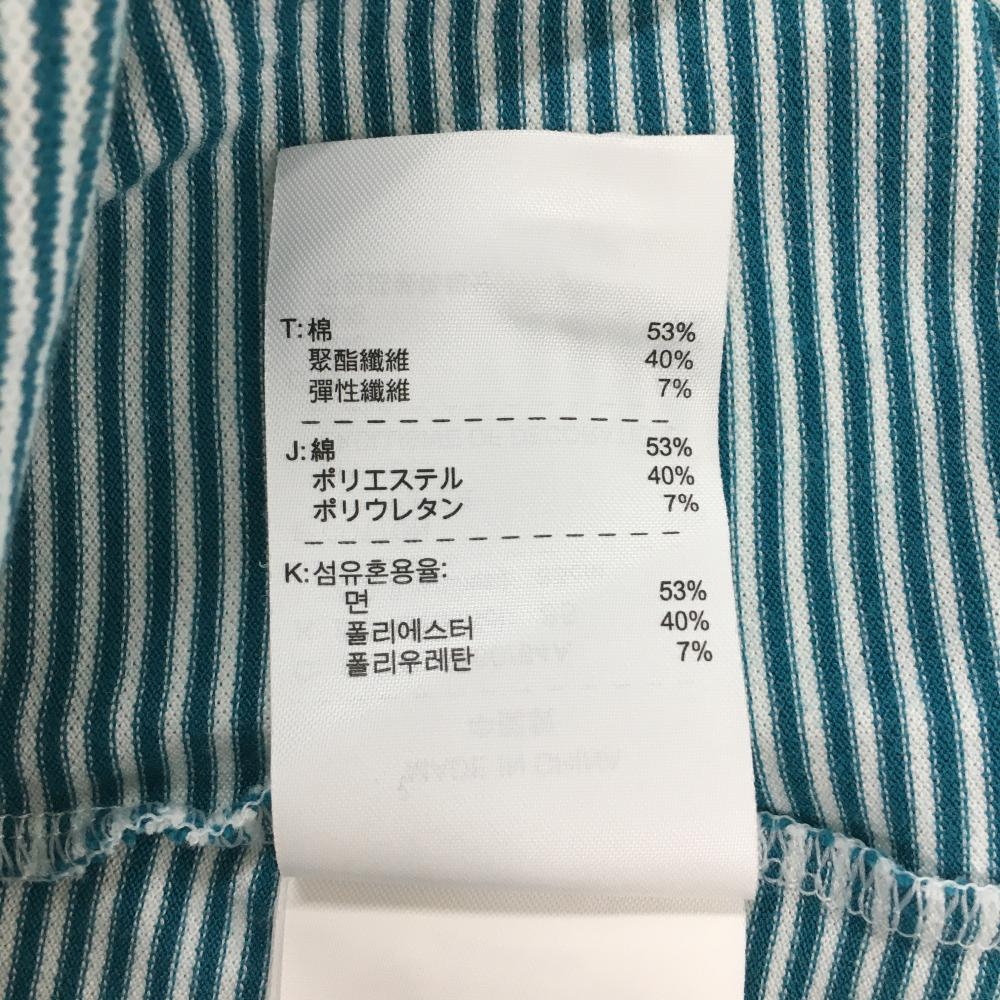 T:棉 53%
聚酯纖維 40%
彈性纖維 7%
J:綿 53%
ポリエステル 40%
ポリウレタン 7%
K:섬유혼용율:
면 53%
폴리에스터 40%
폴리우레탄 7%